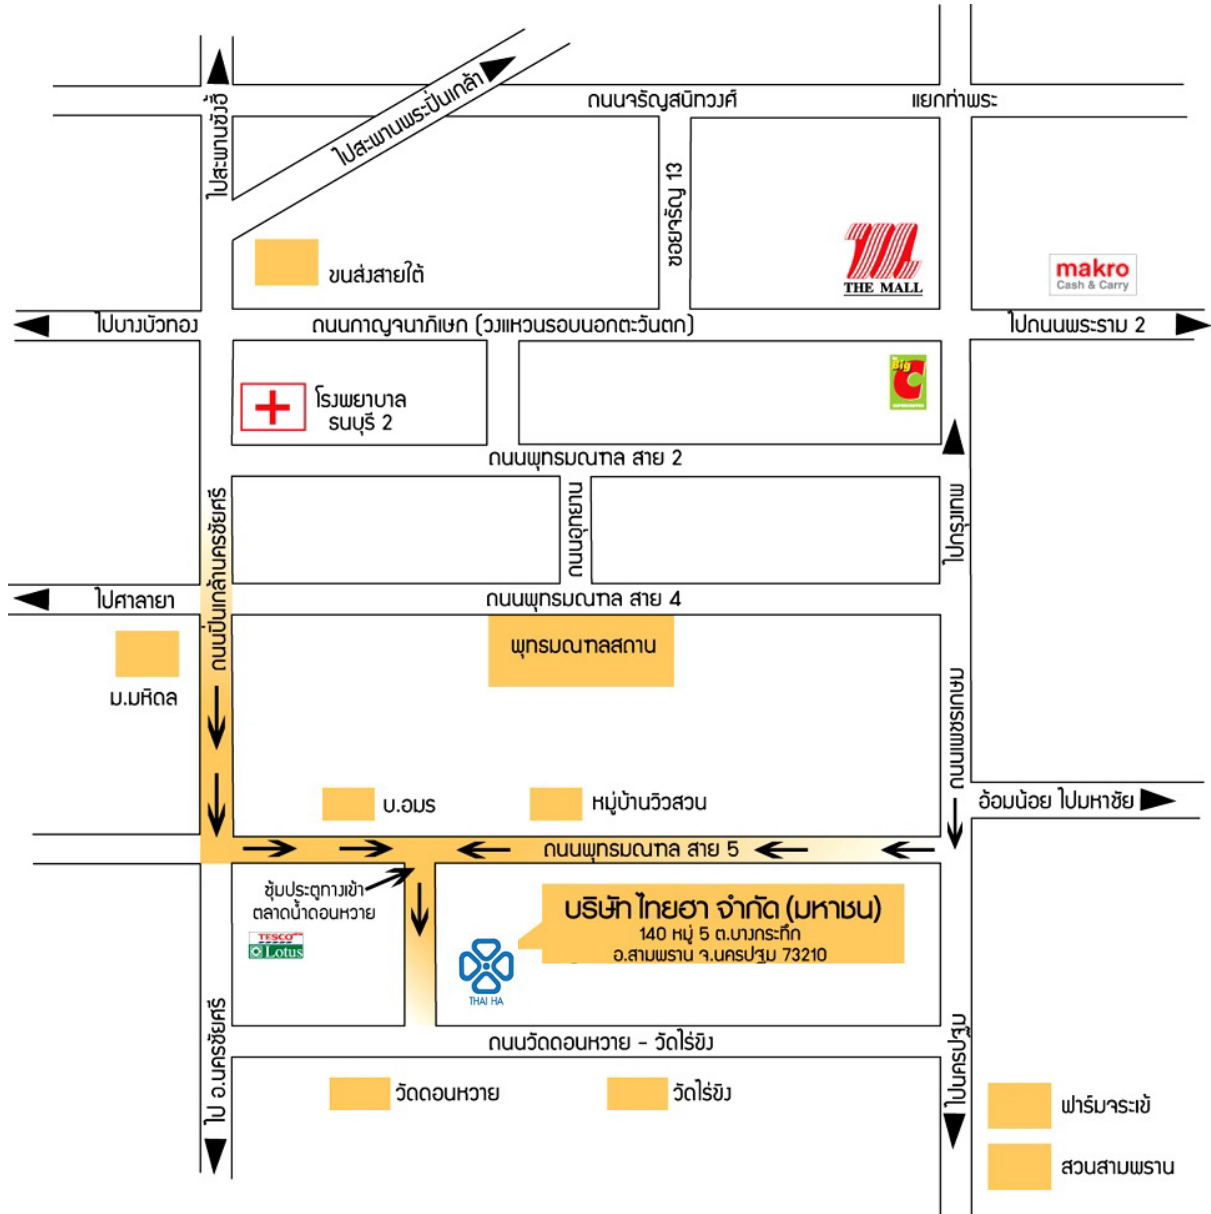 ไปสะพานซังฮี้
ไปสะพานพระปิ่นเกล้า
ถนนจรัญสนิทวงศ์
แยกท่าพระ
ซอยจรัญ 13
ขนส่งสายใต้
THE MALL
makro
Cash & Carry
ไปบางบัวทอง
ถนนกาญจนาภิเษก (วงแหวนรอบนอกตะวันตก)
ไปถนนพระราม 2
โรงพยาบาล
ธนบุรี 2
Big
C
ถนนพุทธมณฑล สาย 2
ถนนปิ่นเกล้านครชัยศรี
ถนนอุทยาน
ไปกรุงเทพ
ไปศาลายา
ถนนพุทธมณฑล สาย 4
พุทธมณฑลสถาน
ม.มหิดล
ถนนเพชรเกษม
บ.อมร
หมู่บ้านวิวสวน
อ้อมน้อย ไปมหาชัย
ถนนพุทธมณฑล สาย 5
ซุ้มประตูทางเข้า
ตลาดน้ำดอนหวาย
TESCO
Lotus
บริษัท ไทยฮา จำกัด (มหาชน)
140 หมู่ 5 ต.บางกระทึก
อ.สามพราน จ.นครปฐม 73210
THAI HA
ไป อ.นครชัยศรี
ถนนวัดดอนหวาย - วัดไร่ขิง
ไปนครปฐม
วัดดอนหวาย
วัดไร่ขิง
ฟาร์มจระเข้
สวนสามพราน